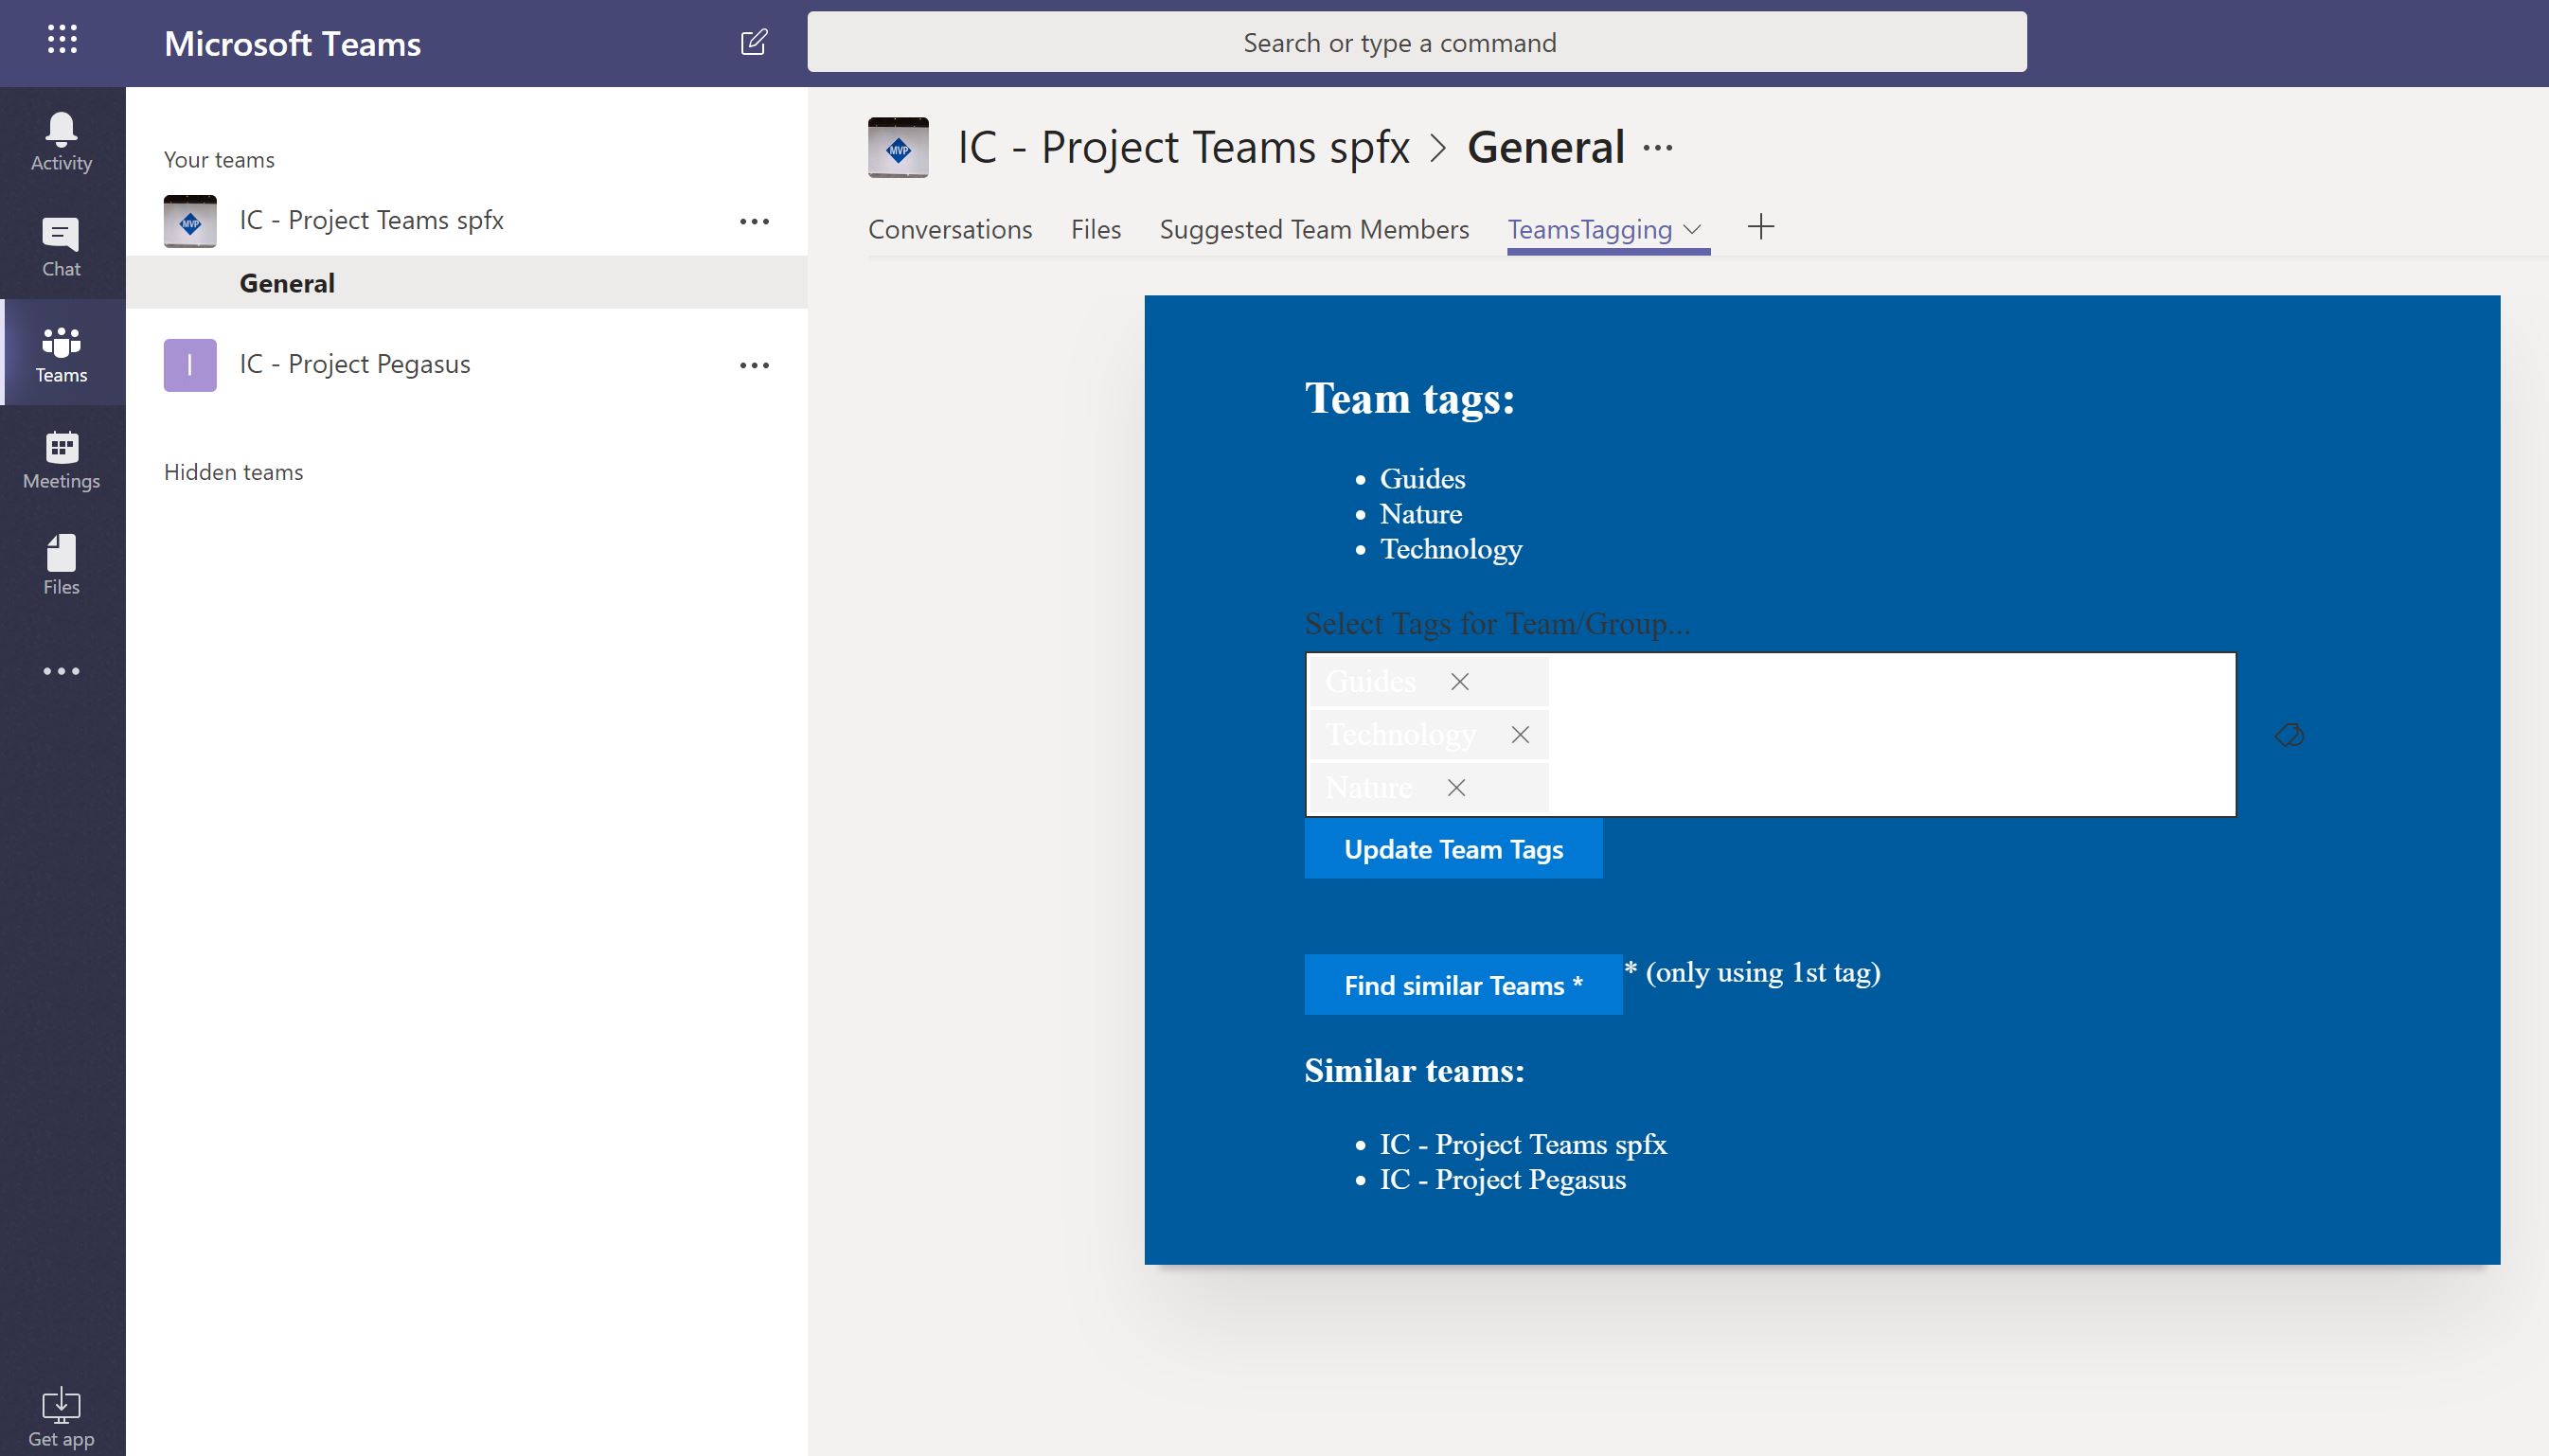 Microsoft Teams
Search or type a command
Activity
Chat
Teams
Meetings
Files
Get app
Your teams
MVP
IC - Project Teams spfx
General
I
IC - Project Pegasus
Hidden teams
MVP
IC - Project Teams spfx > General
Conversations Files Suggested Team Members TeamsTagging
Team tags:
• Guides
• Nature
• Technology
Select Tags for Team/Group...
Guides
Technology
Nature
Update Team Tags
Find similar Teams * * (only using 1st tag)
Similar teams:
• IC - Project Teams spfx
• IC - Project Pegasus